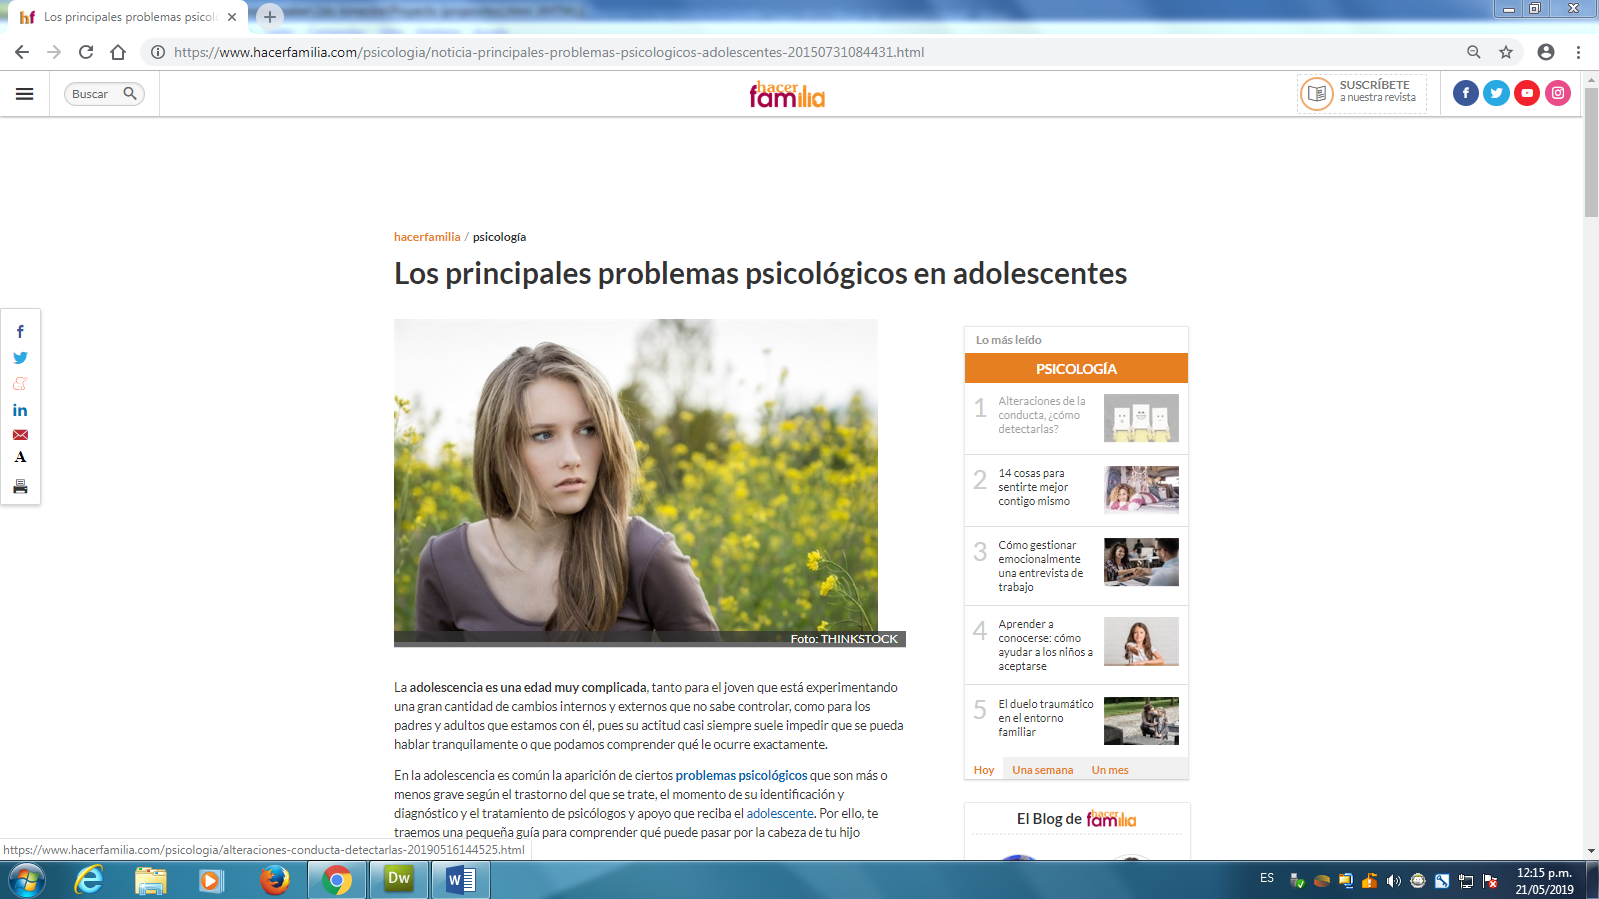 Los principales problemas psicoló
https://www.hacerfamilia.com/psicologia/noticia-principales-problemas-psicologicos-adolescentes-20150731084431.html
Buscar
hacer
familia
SUSCRÍBETE
a nuestra revista
hacerfamilia / psicología
Los principales problemas psicológicos en adolescentes
Foto: THINKSTOCK
La adolescencia es una edad muy complicada, tanto para el joven que está experimentando
una gran cantidad de cambios internos y externos que no sabe controlar, como para los
padres y adultos que estamos con él, pues su actitud casi siempre suele impedir que se pueda
hablar tranquilamente o que podamos comprender qué le ocurre exactamente.
En la adolescencia es común la aparición de ciertos problemas psicológicos que son más o
menos grave según el trastorno del que se trate, el momento de su identificación y
diagnóstico y el tratamiento de psicólogos y apoyo que reciba el adolescente. Por ello, te
traemos una pequeña guía para comprender qué puede pasar por la cabeza de tu hijo
Lo más leído
PSICOLOGÍA
1
Alteraciones de la
conducta, ¿cómo
detectarlas?
2
14 cosas para
sentirte mejor
contigo mismo
3
Cómo gestionar
emocionalmente
una entrevista de
trabajo
4
Aprender a
conocerse: cómo
ayudar a los niños a
aceptarse
5
El duelo traumático
en el entorno
familiar
Hoy Una semana Un mes
El Blog de hacer familia
https://www.hacerfamilia.com/psicologia/alteraciones-conducta-detectarlas-20190516144525.html
ES
12:15 p.m.
21/05/2019